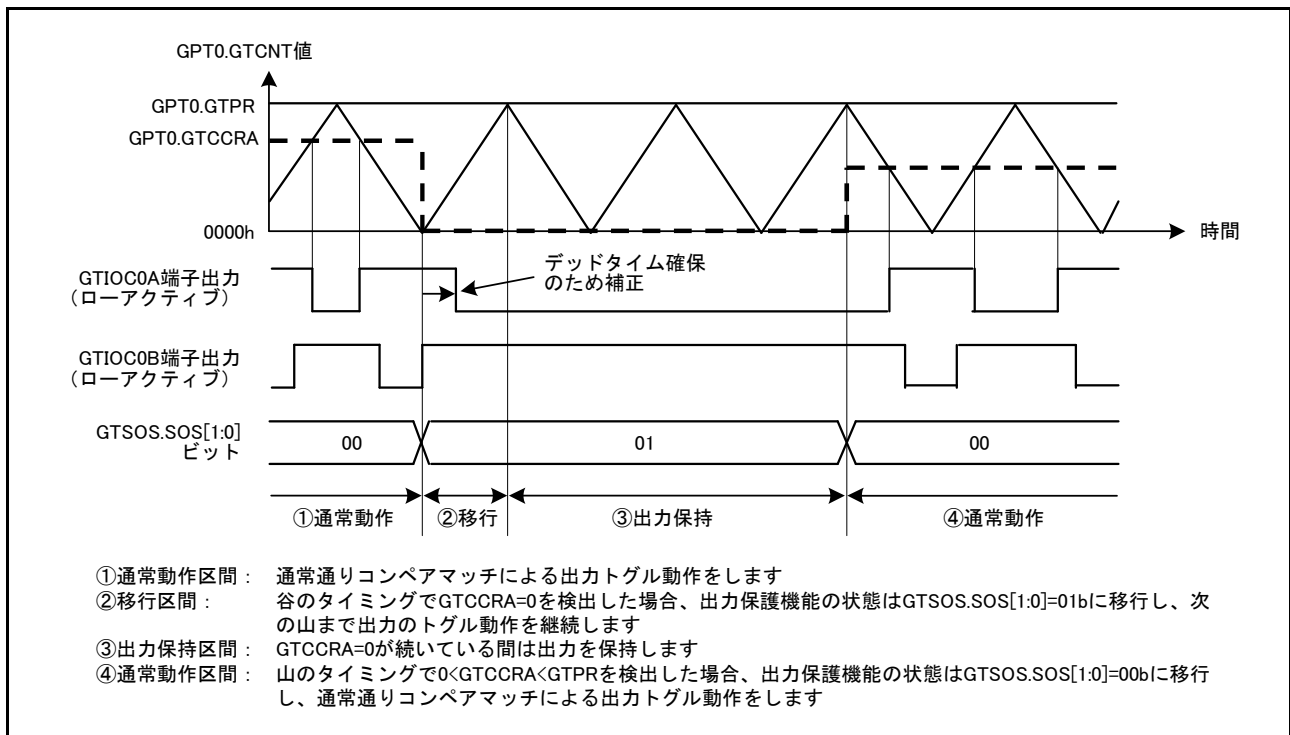 GPT0.GTCNT値
GPT0.GTPR
GPT0.GTCCRA
0000h
時間
GTIOC0A端子出力
（ローアクティブ）
デッドタイム確保
のため補正
GTIOC0B端子出力
（ローアクティブ）
GTSOS.SOS[1:0]
ビット
00
01
00
①通常動作
②移行
③出力保持
④通常動作
①通常動作区間： 通常通りコンペアマッチによる出力トグル動作をします
②移行区間： 谷のタイミングでGTCCRA=0を検出した場合、出力保護機能の状態はGTSOS.SOS[1:0]=01bに移行し、次
の山まで出力のトグル動作を継続します
③出力保持区間： GTCCRA=0が続いている間は出力を保持します
④通常動作区間： 山のタイミングで0<GTCCRA<GTPRを検出した場合、出力保護機能の状態はGTSOS.SOS[1:0]=00bに移行
し、通常通りコンペアマッチによる出力トグル動作をします